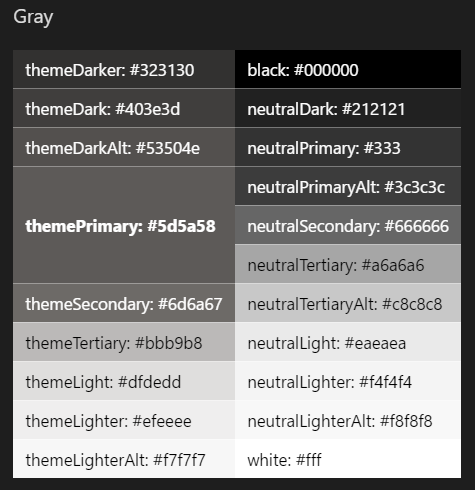 Gray
themeDarker: #323130
black: #000000
themeDark: #403e3d
neutralDark: #212121
themeDarkAlt: #53504e
neutralPrimary: #333
neutralPrimaryAlt: #3c3c3c
themePrimary: #5d5a58
neutralSecondary: #666666
neutralTertiary: #a6a6a6
themeSecondary: #6d6a67
neutralTertiaryAlt: #c8c8c8
themeTertiary: #bbb9b8
neutralLight: #eaeaea
themeLight: #dfdedd
neutralLighter: #f4f4f4
themeLighter: #efeeee
neutralLighterAlt: #f8f8f8
themeLighterAlt: #f7f7f7
white: #fff